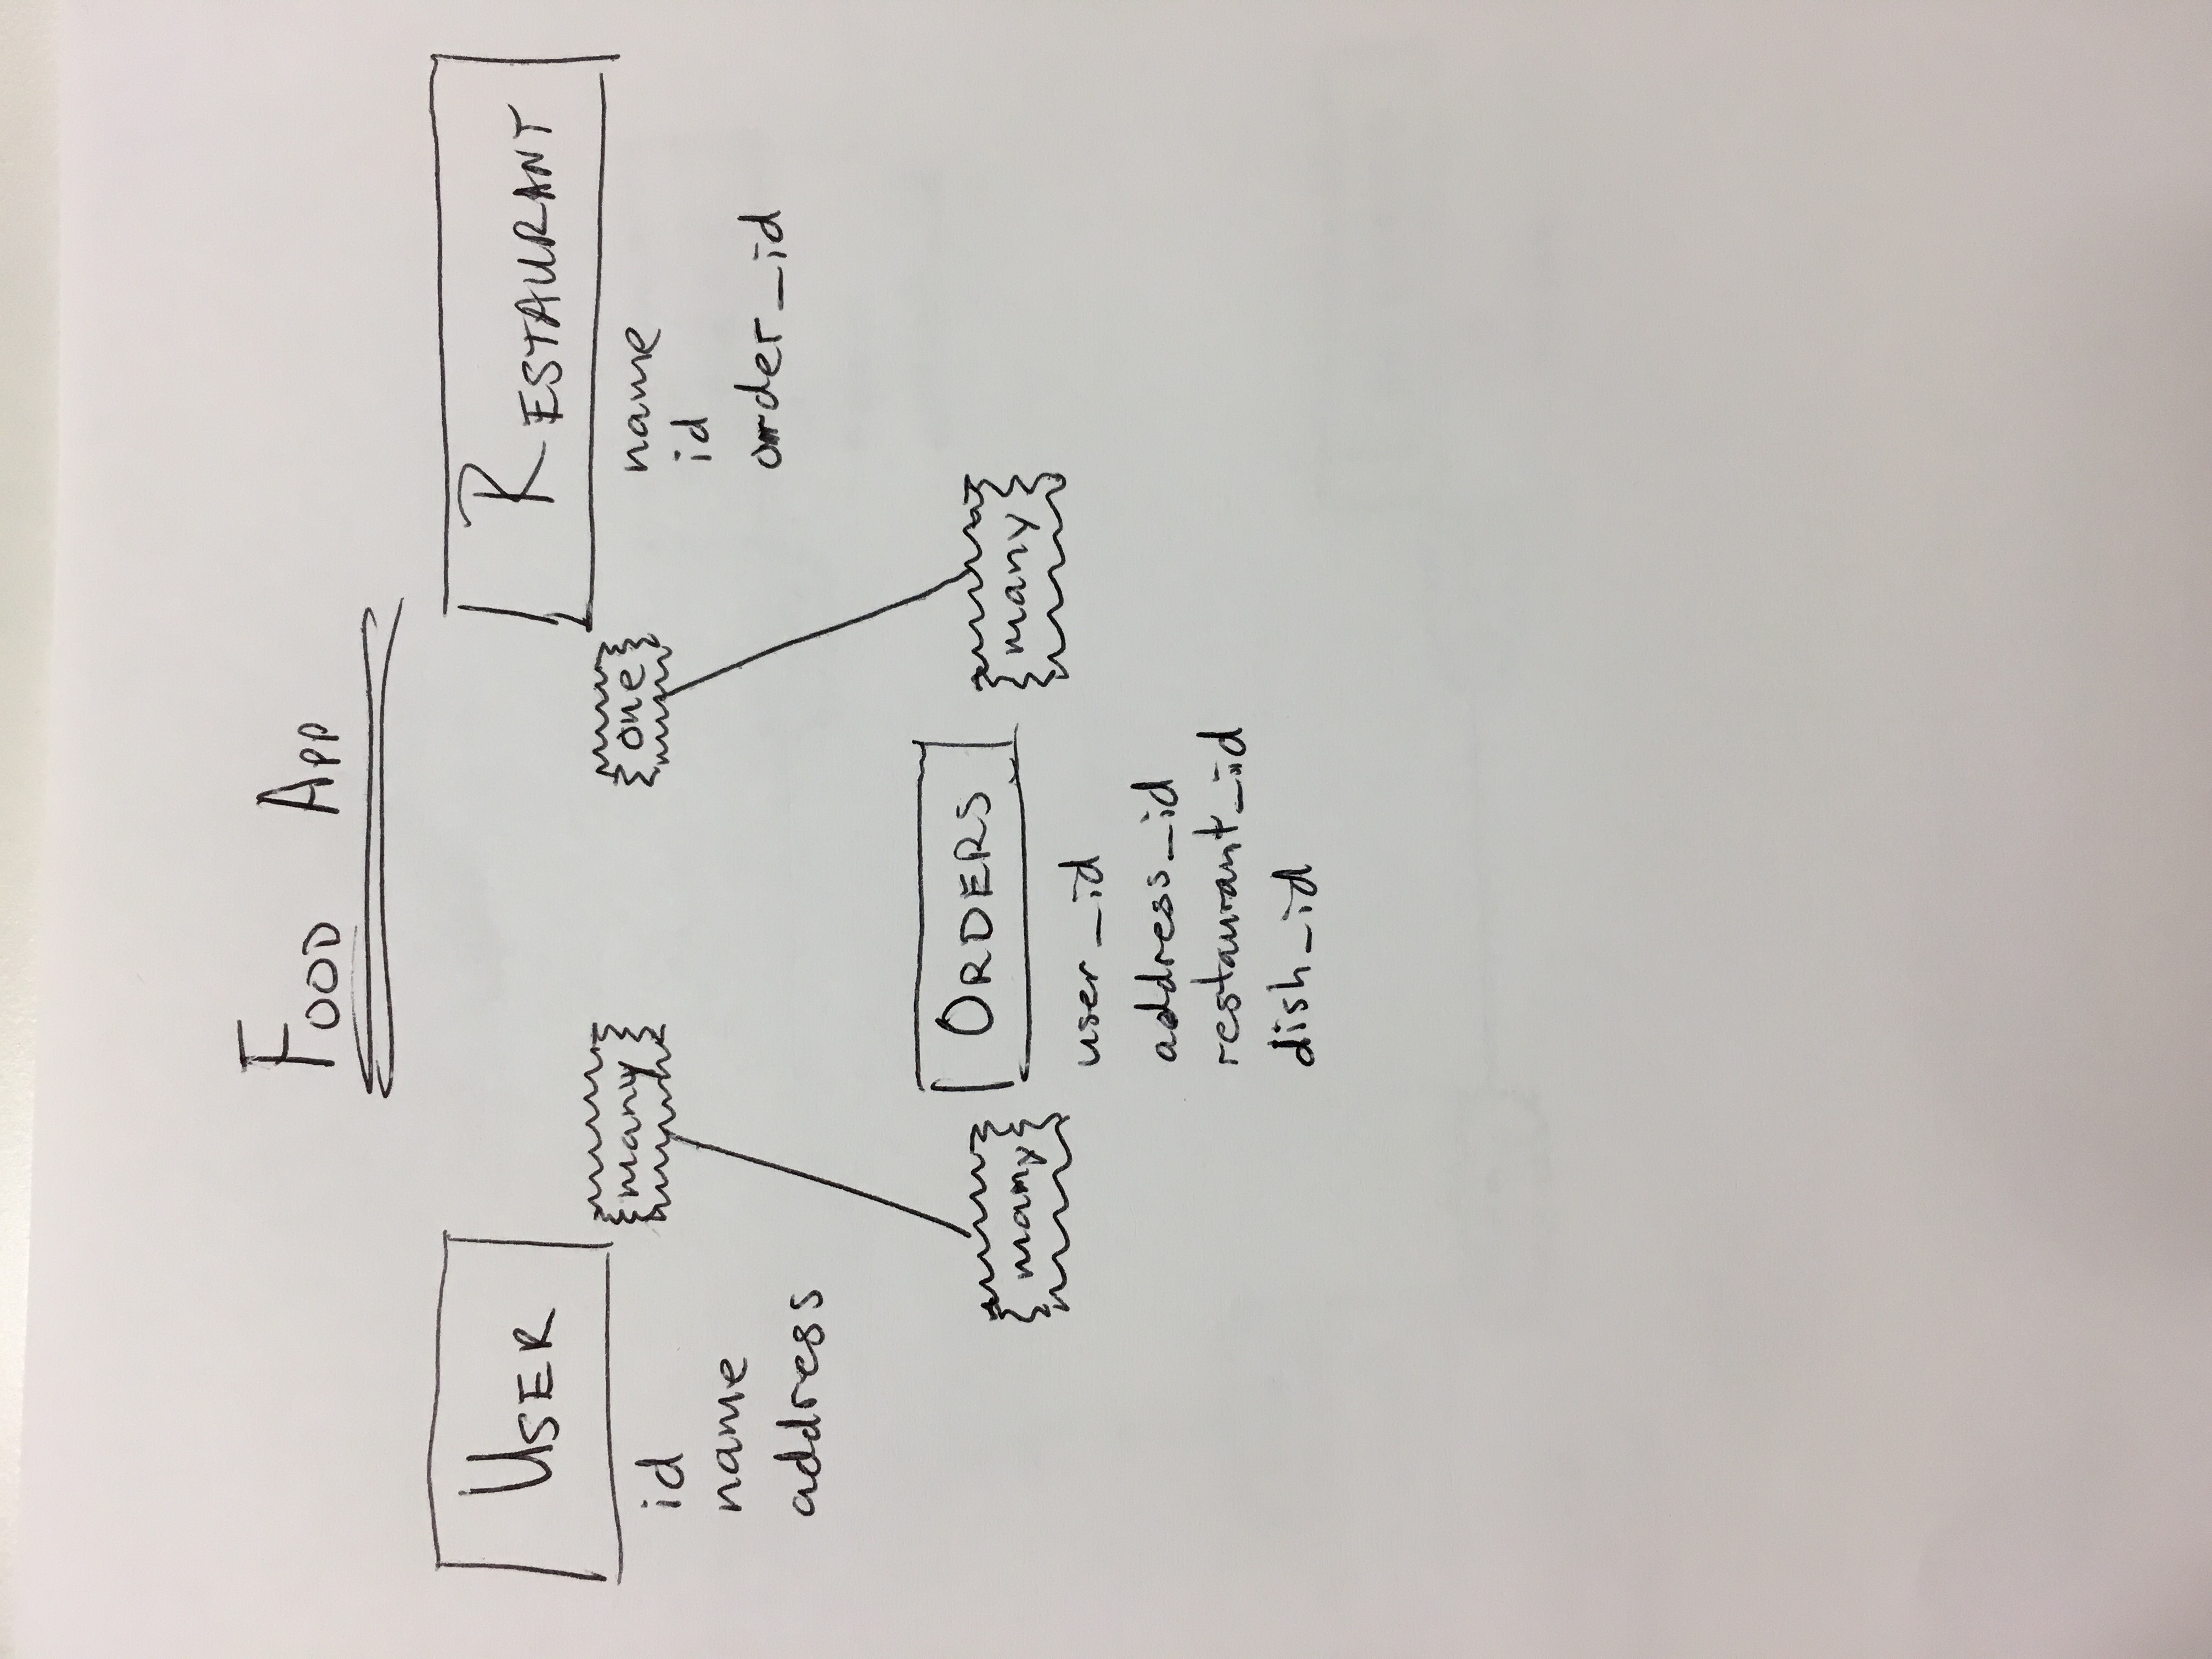 FOOD APP
USER
RESTAURANT
many
one
id
name
address
name
id
order_id
ORDERS
many
many
user_id
address_id
restaurant_id
dish_id